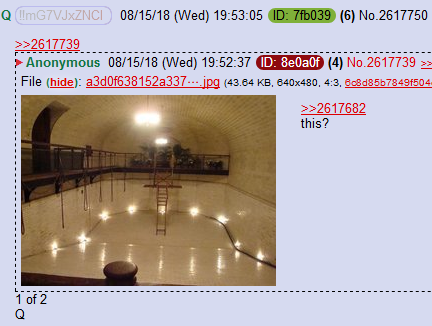 Q !!mG7VJxZNCI 08/15/18 (Wed) 19:53:05 ID: 7fb039 (6) No.2617750
>>2617739
Anonymous 08/15/18 (Wed) 19:52:37 ID: 8e0a0f (4) No.2617739 >>
File (hide): a3d0f638152a337⋯.jpg (43.64 KB, 640x480, 4:3, 6c8d85b7849f504
>>2617682
this?
1 of 2
Q